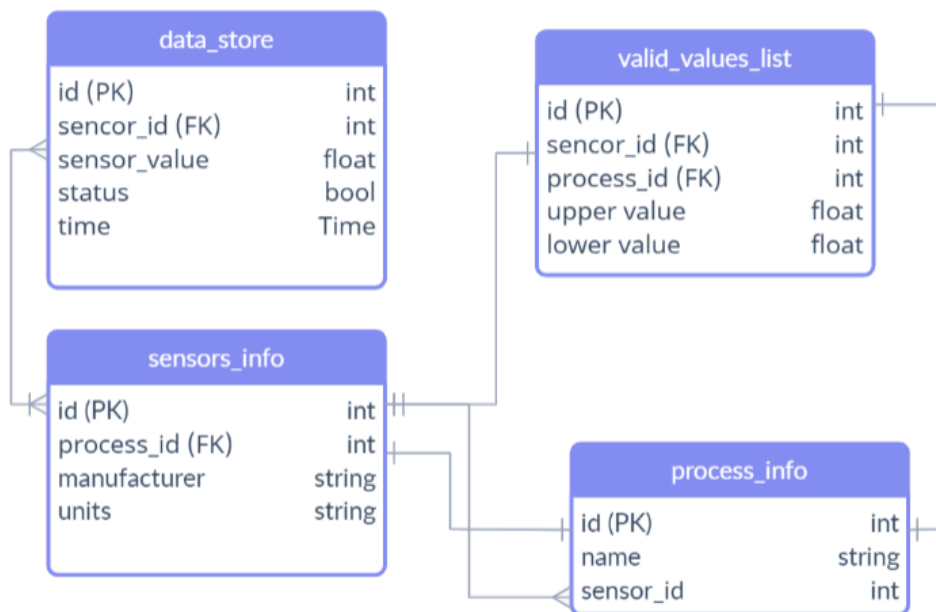 data_store
id (PK) int
sencor_id (FK) int
sensor_value float
status bool
time Time
valid_values_list
id (PK) int
sencor_id (FK) int
process_id (FK) int
upper value float
lower value float
sensors_info
id (PK) int
process_id (FK) int
manufacturer string
units string
process_info
id (PK) int
name string
sensor_id int